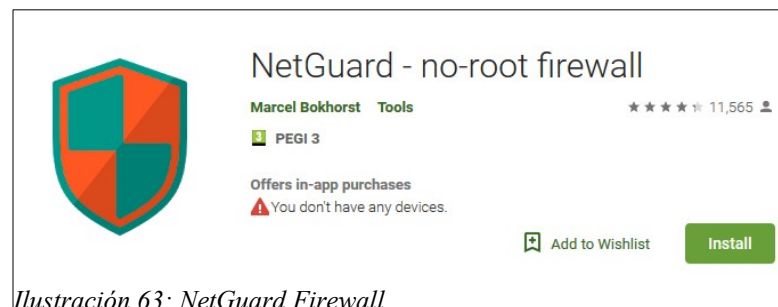 NetGuard - no-root firewall
Marcel Bokhorst Tools 11,565
3 PEGI 3
Offers in-app purchases
You don't have any devices.
Add to Wishlist Install
Ilustración 63: NetGuard Firewall